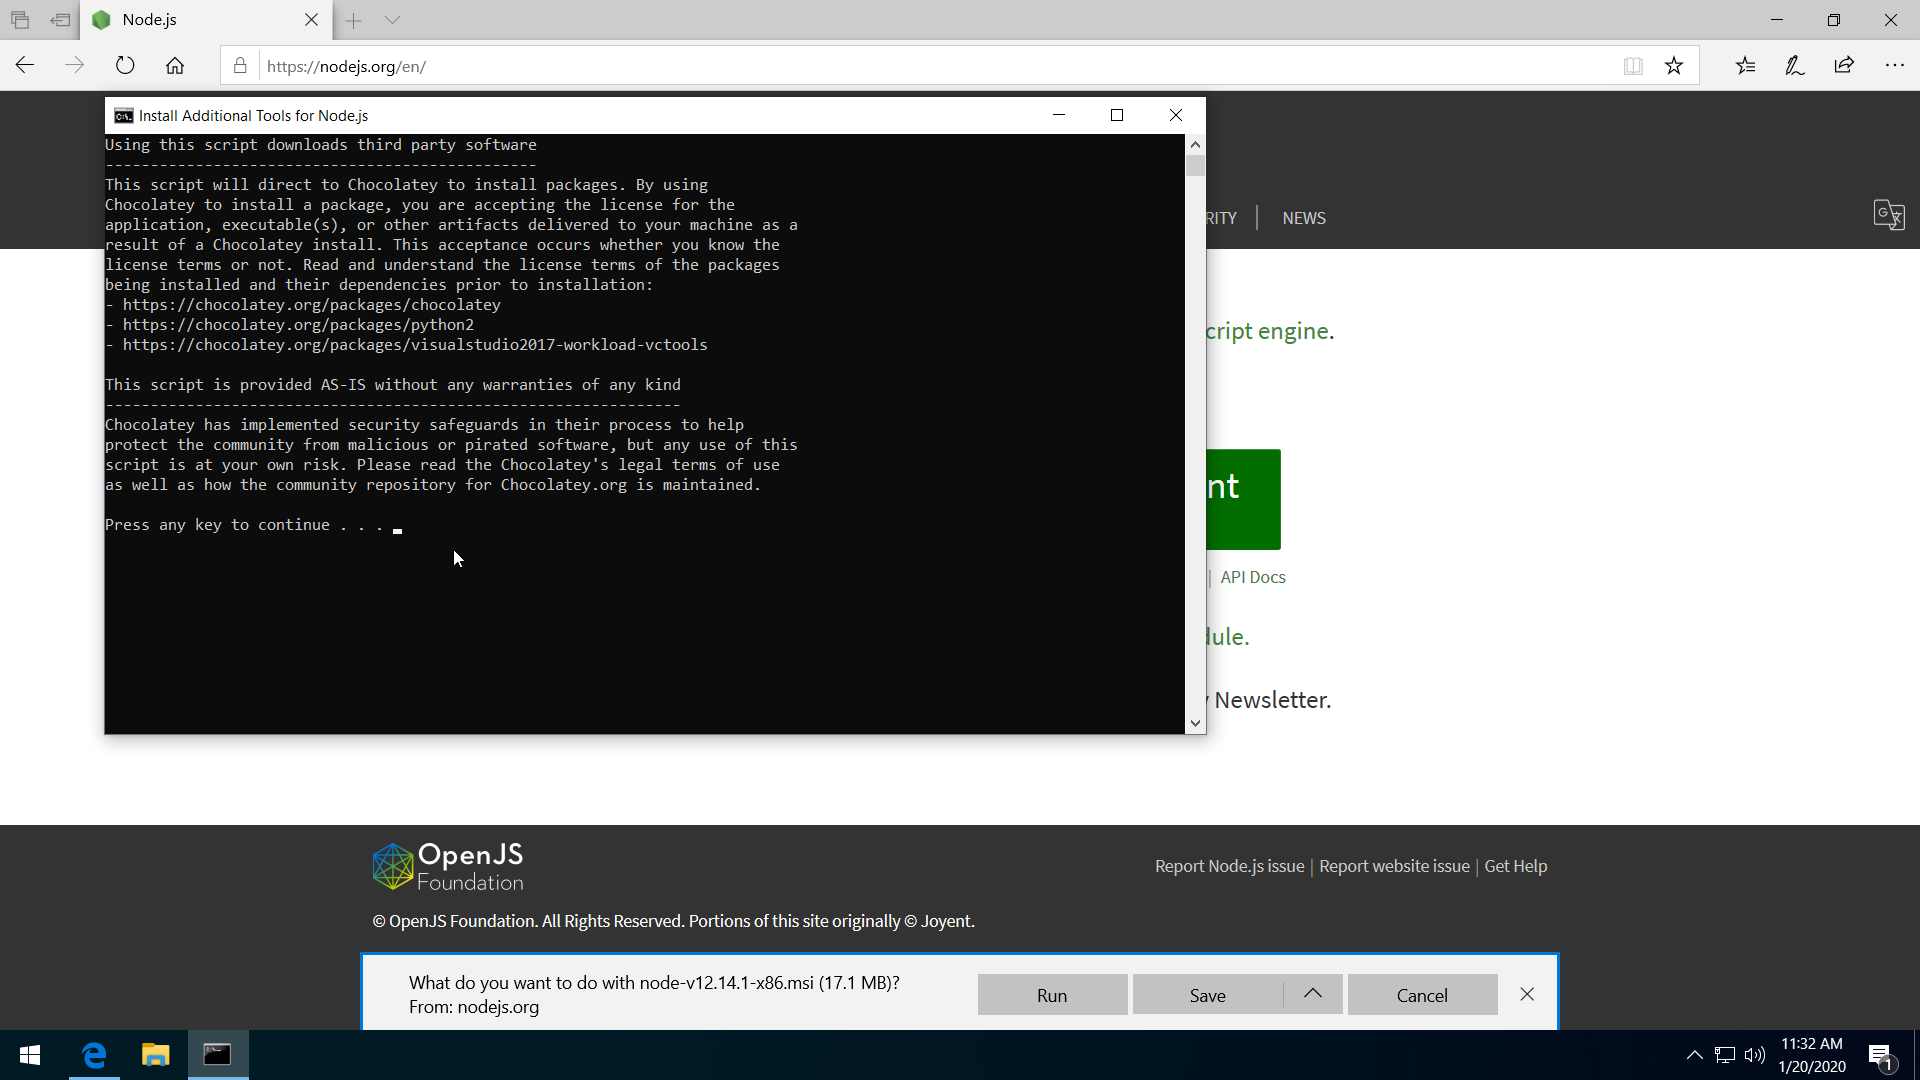 Node.js
https://nodejs.org/en/
Install Additional Tools for Node.js
Using this script downloads third party software
------------------------------------------------
This script will direct to Chocolatey to install packages. By using
Chocolatey to install a package, you are accepting the license for the
application, executable(s), or other artifacts delivered to your machine as a
result of a Chocolatey install. This acceptance occurs whether you know the
license terms or not. Read and understand the license terms of the packages
being installed and their dependencies prior to installation:
- https://chocolatey.org/packages/chocolatey
- https://chocolatey.org/packages/python2
- https://chocolatey.org/packages/visualstudio2017-workload-vctools
This script is provided AS-IS without any warranties of any kind
----------------------------------------------------------------
Chocolatey has implemented security safeguards in their process to help
protect the community from malicious or pirated software, but any use of this
script is at your own risk. Please read the Chocolatey's legal terms of use
as well as how the community repository for Chocolatey.org is maintained.
Press any key to continue . . .
RITY | NEWS
cript engine.
nt
| API Docs
dule.
Newsletter.
OpenJS
Foundation
Report Node.js issue | Report website issue | Get Help
© OpenJS Foundation. All Rights Reserved. Portions of this site originally © Joyent.
What do you want to do with node-v12.14.1-x86.msi (17.1 MB)?
From: nodejs.org
Run
Save
Cancel
11:32 AM
1/20/2020
1